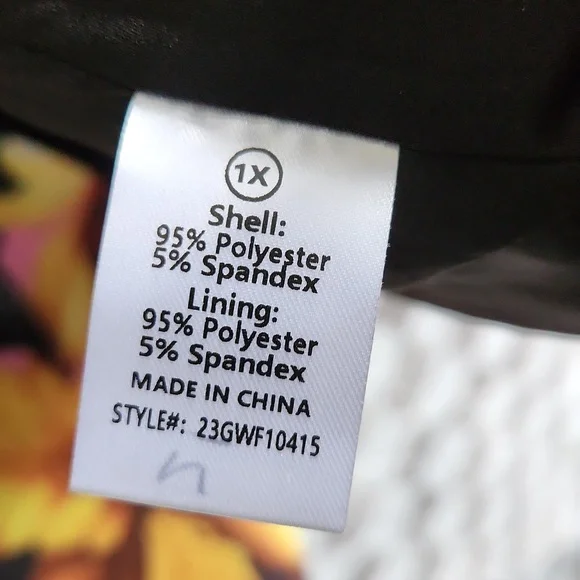 1X
Shell:
95% Polyester
5% Spandex
Lining:
95% Polyester
5% Spandex
MADE IN CHINA
STYLE#: 23GWF10415